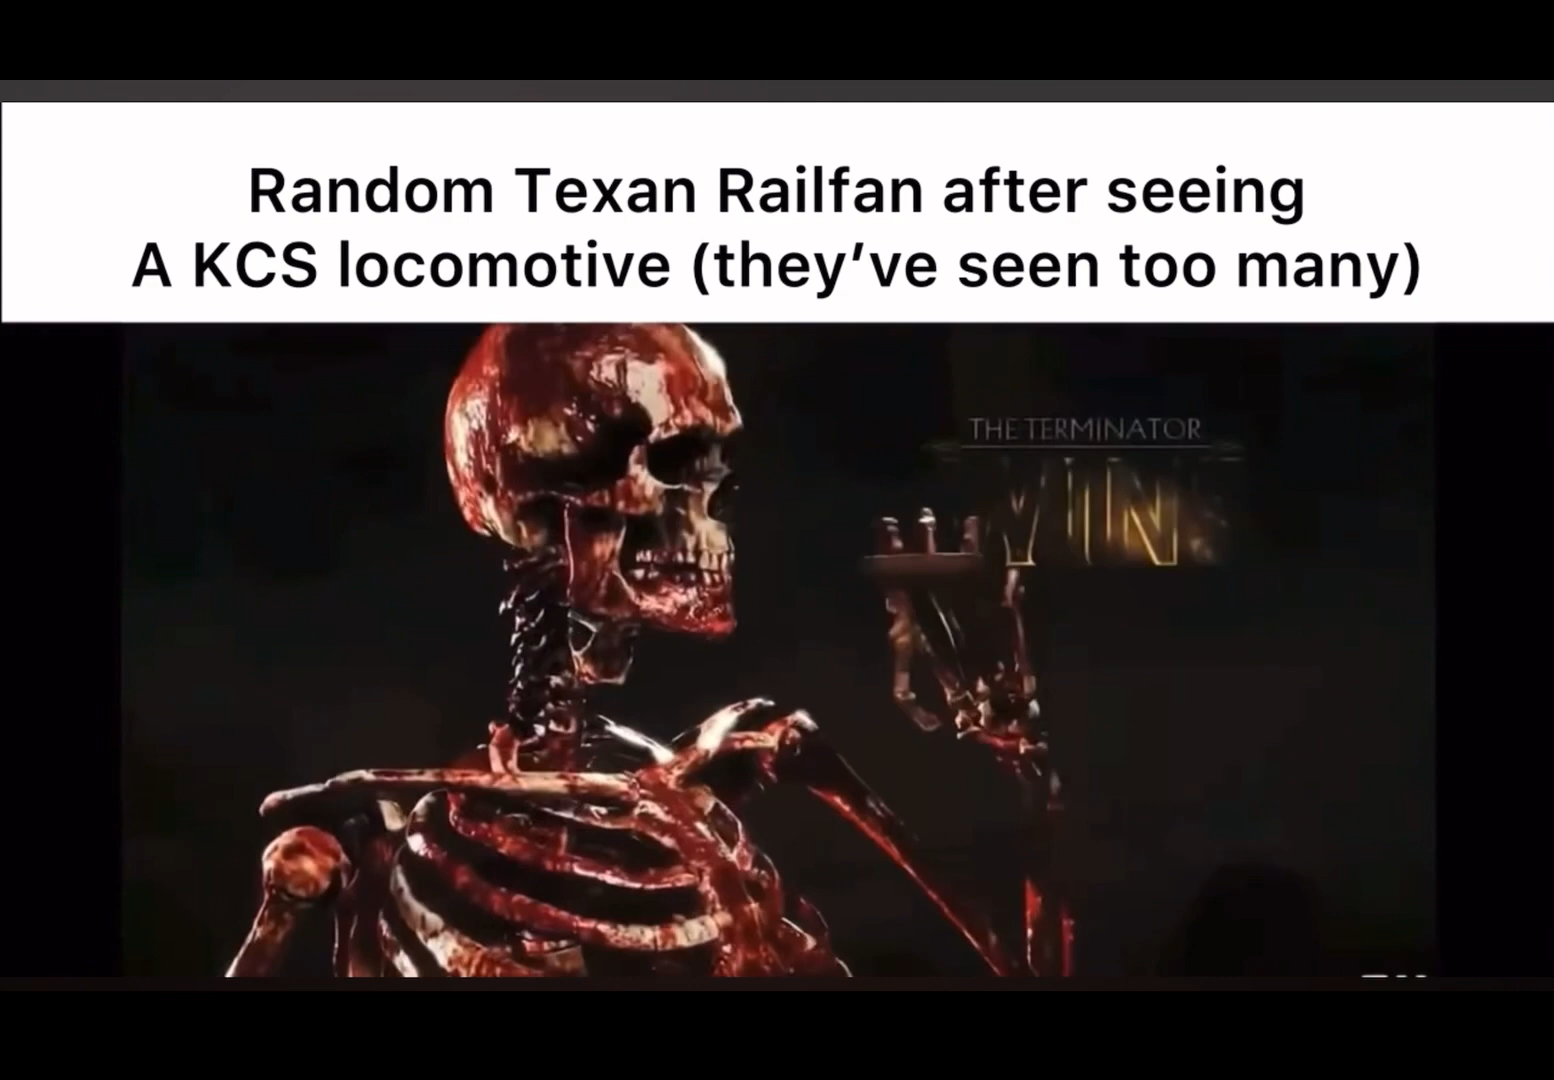 Random Texan Railfan after seeing
A KCS locomotive (they’ve seen too many)
THE TERMINATOR